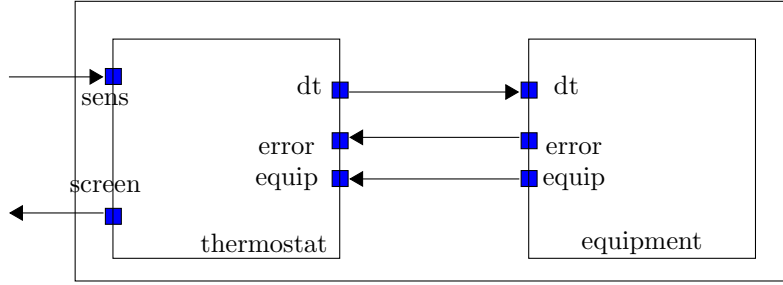 dt
dt
sens
error
error
equip
equip
screen
thermostat
equipment